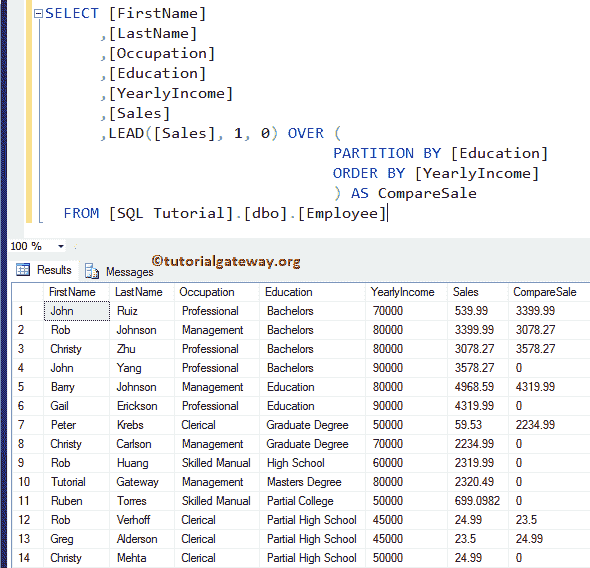 SELECT [FirstName]
,[LastName]
,[Occupation]
,[Education]
,[YearlyIncome]
,[Sales]
,LEAD([Sales], 1, 0) OVER (
PARTITION BY [Education]
ORDER BY [YearlyIncome]
) AS CompareSale
FROM [SQL Tutorial].[dbo].[Employee]
100 %
©tutorialgateway.org
Results Messages
FirstName LastName Occupation Education YearlyIncome Sales CompareSale
1 John Ruiz Professional Bachelors 70000 539.99 3399.99
2 Rob Johnson Management Bachelors 80000 3399.99 3078.27
3 Christy Zhu Professional Bachelors 80000 3078.27 3578.27
4 John Yang Professional Bachelors 90000 3578.27 0
5 Barry Johnson Management Education 80000 4968.59 4319.99
6 Gail Erickson Professional Education 90000 4319.99 0
7 Peter Krebs Clerical Graduate Degree 50000 59.53 2234.99
8 Christy Carlson Management Graduate Degree 70000 2234.99 0
9 Rob Huang Skilled Manual High School 60000 2319.99 0
10 Tutorial Gateway Management Masters Degree 80000 2320.49 0
11 Ruben Torres Skilled Manual Partial College 50000 699.0982 0
12 Rob Verhoff Clerical Partial High School 45000 24.99 23.5
13 Greg Alderson Clerical Partial High School 45000 23.5 24.99
14 Christy Mehta Clerical Partial High School 50000 24.99 0